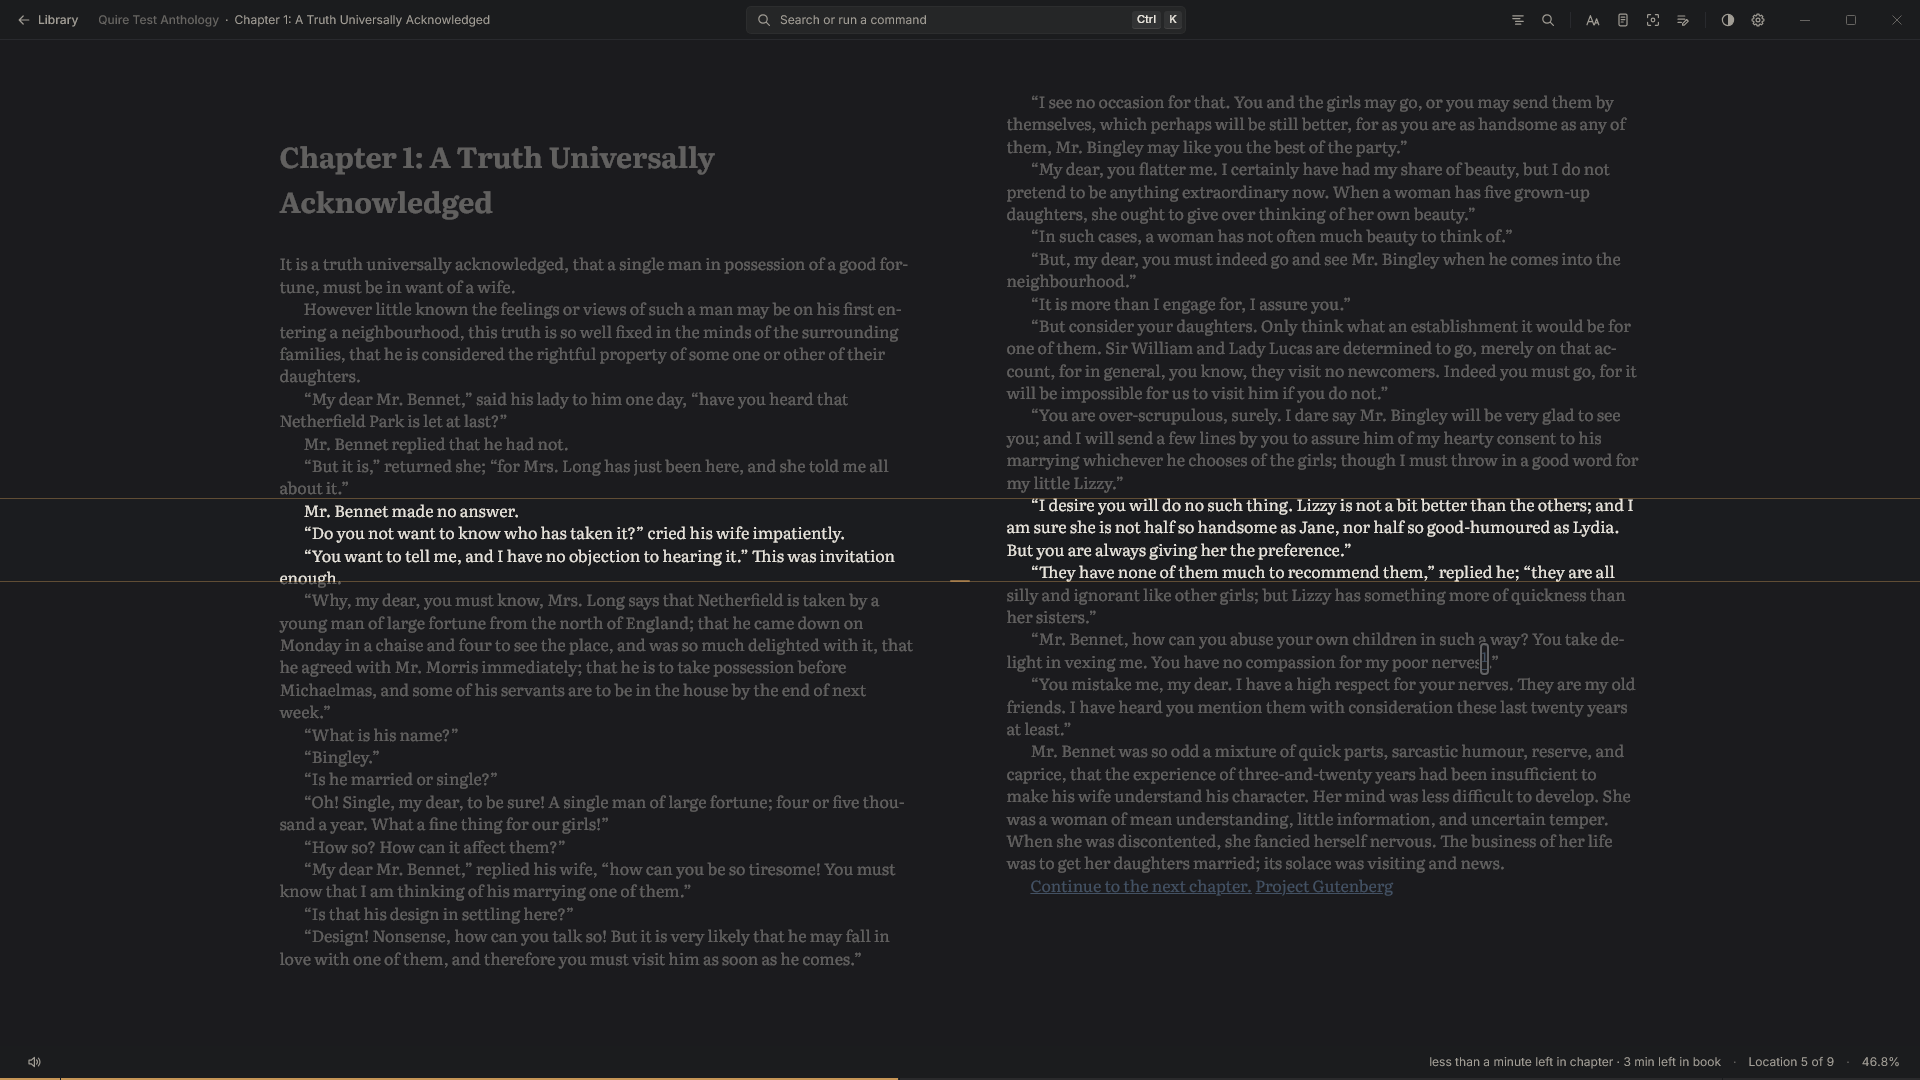 Library
Quire Test Anthology · Chapter 1: A Truth Universally Acknowledged
Search or run a command
Ctrl K
Chapter 1: A Truth Universally
Acknowledged
It is a truth universally acknowledged, that a single man in possession of a good for-
tune, must be in want of a wife.
However little known the feelings or views of such a man may be on his first en-
tering a neighbourhood, this truth is so well fixed in the minds of the surrounding
families, that he is considered the rightful property of some one or other of their
daughters.
“My dear Mr. Bennet,” said his lady to him one day, “have you heard that
Netherfield Park is let at last?”
Mr. Bennet replied that he had not.
“But it is,” returned she; “for Mrs. Long has just been here, and she told me all
about it.”
Mr. Bennet made no answer.
“Do you not want to know who has taken it?” cried his wife impatiently.
“You want to tell me, and I have no objection to hearing it.” This was invitation
enough.
“Why, my dear, you must know, Mrs. Long says that Netherfield is taken by a
young man of large fortune from the north of England; that he came down on
Monday in a chaise and four to see the place, and was so much delighted with it, that
he agreed with Mr. Morris immediately; that he is to take possession before
Michaelmas, and some of his servants are to be in the house by the end of next
week.”
“What is his name?”
“Bingley.”
“Is he married or single?”
“Oh! Single, my dear, to be sure! A single man of large fortune; four or five thou-
sand a year. What a fine thing for our girls!”
“How so? How can it affect them?”
“My dear Mr. Bennet,” replied his wife, “how can you be so tiresome! You must
know that I am thinking of his marrying one of them.”
“Is that his design in settling here?”
“Design! Nonsense, how can you talk so! But it is very likely that he may fall in
love with one of them, and therefore you must visit him as soon as he comes.”
“I see no occasion for that. You and the girls may go, or you may send them by
themselves, which perhaps will be still better, for as you are as handsome as any of
them, Mr. Bingley may like you the best of the party.”
“My dear, you flatter me. I certainly have had my share of beauty, but I do not
pretend to be anything extraordinary now. When a woman has five grown-up
daughters, she ought to give over thinking of her own beauty.”
“In such cases, a woman has not often much beauty to think of.”
“But, my dear, you must indeed go and see Mr. Bingley when he comes into the
neighbourhood.”
“It is more than I engage for, I assure you.”
“But consider your daughters. Only think what an establishment it would be for
one of them. Sir William and Lady Lucas are determined to go, merely on that ac-
count, for in general, you know, they visit no newcomers. Indeed you must go, for it
will be impossible for us to visit him if you do not.”
“You are over-scrupulous, surely. I dare say Mr. Bingley will be very glad to see
you; and I will send a few lines by you to assure him of my hearty consent to his
marrying whichever he chooses of the girls; though I must throw in a good word for
my little Lizzy.”
“I desire you will do no such thing. Lizzy is not a bit better than the others; and I
am sure she is not half so handsome as Jane, nor half so good-humoured as Lydia.
But you are always giving her the preference.”
“They have none of them much to recommend them,” replied he; “they are all
silly and ignorant like other girls; but Lizzy has something more of quickness than
her sisters.”
“Mr. Bennet, how can you abuse your own children in such a way? You take de-
light in vexing me. You have no compassion for my poor nerves.”
“You mistake me, my dear. I have a high respect for your nerves. They are my old
friends. I have heard you mention them with consideration these last twenty years
at least.”
Mr. Bennet was so odd a mixture of quick parts, sarcastic humour, reserve, and
caprice, that the experience of three-and-twenty years had been insufficient to
make his wife understand his character. Her mind was less difficult to develop. She
was a woman of mean understanding, little information, and uncertain temper.
When she was discontented, she fancied herself nervous. The business of her life
was to get her daughters married; its solace was visiting and news.
Continue to the next chapter. Project Gutenberg
less than a minute left in chapter · 3 min left in book · Location 5 of 9 · 46.8%